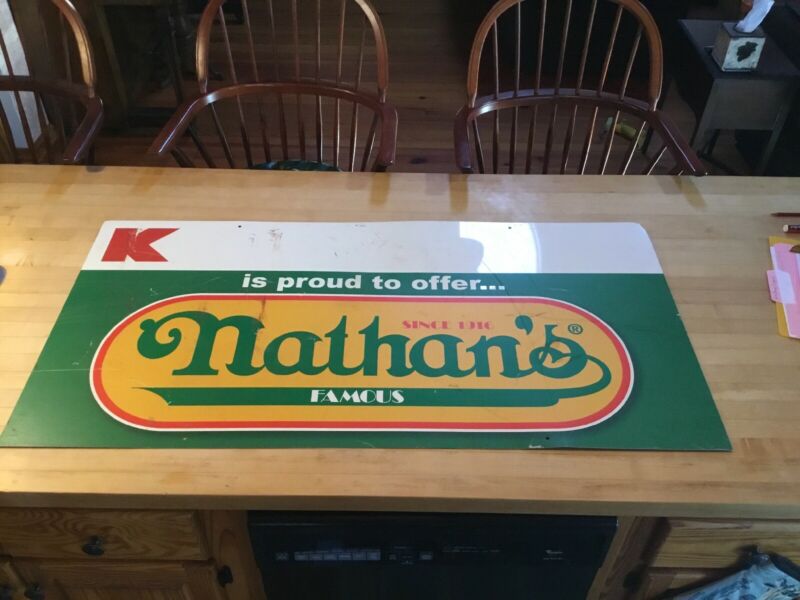 K
is proud to offer...
SINCE 1916
Nathan's®
FAMOUS